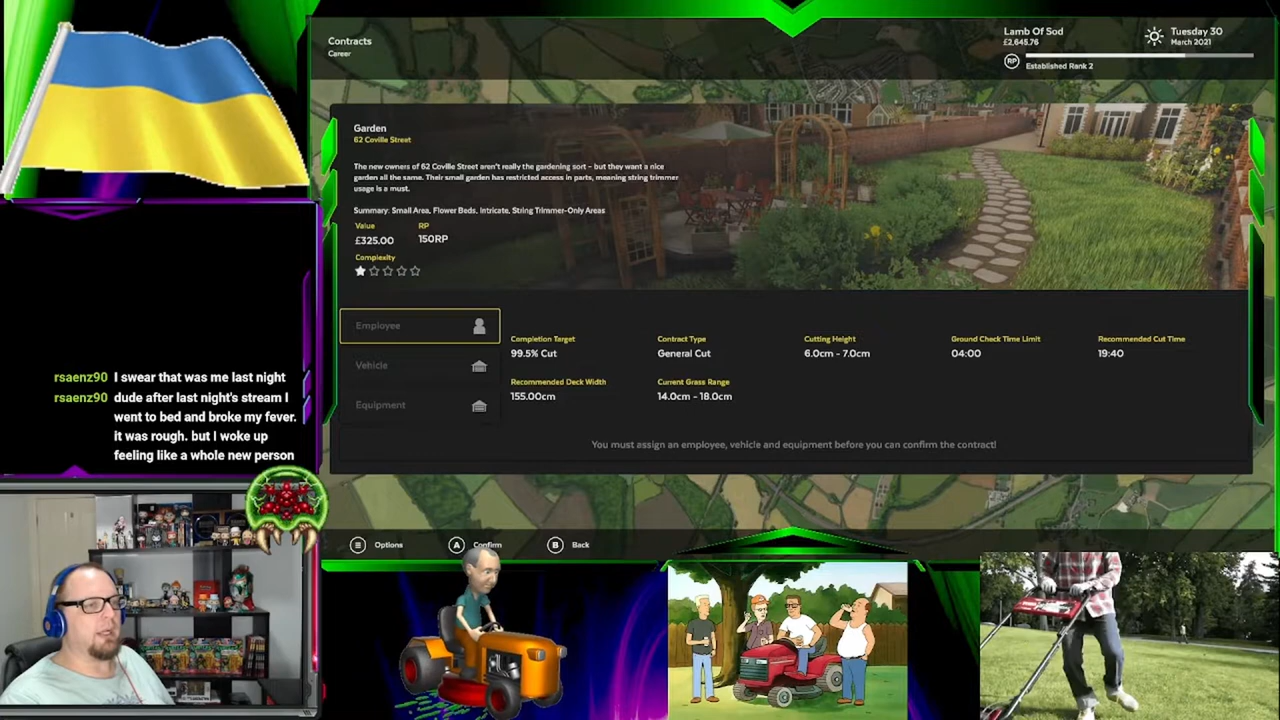 Contracts
Career
Lamb Of Sod
£2,645.76
RP
Established Rank 2
Tuesday 30
March 2021
Garden
62 Coville Street
The new owners of 62 Coville Street aren't really the gardening sort – but they want a nice
garden all the same. Their small garden has restricted access in parts, meaning string trimmer
usage is a must.
Summary: Small Area, Flower Beds, Intricate, String Trimmer-Only Areas
Value
RP
£325.00
150RP
Complexity
Employee
Vehicle
Equipment
Completion Target
Contract Type
Cutting Height
Ground Check Time Limit
Recommended Cut Time
99.5% Cut
General Cut
6.0cm - 7.0cm
04:00
19:40
Recommended Deck Width
Current Grass Range
155.00cm
14.0cm - 18.0cm
You must assign an employee, vehicle and equipment before you can confirm the contract!
Options
A
Confirm
B
Back
rsaenz90 I swear that was me last night
rsaenz90 dude after last night's stream I
went to bed and broke my fever.
it was rough. but I woke up
feeling like a whole new person